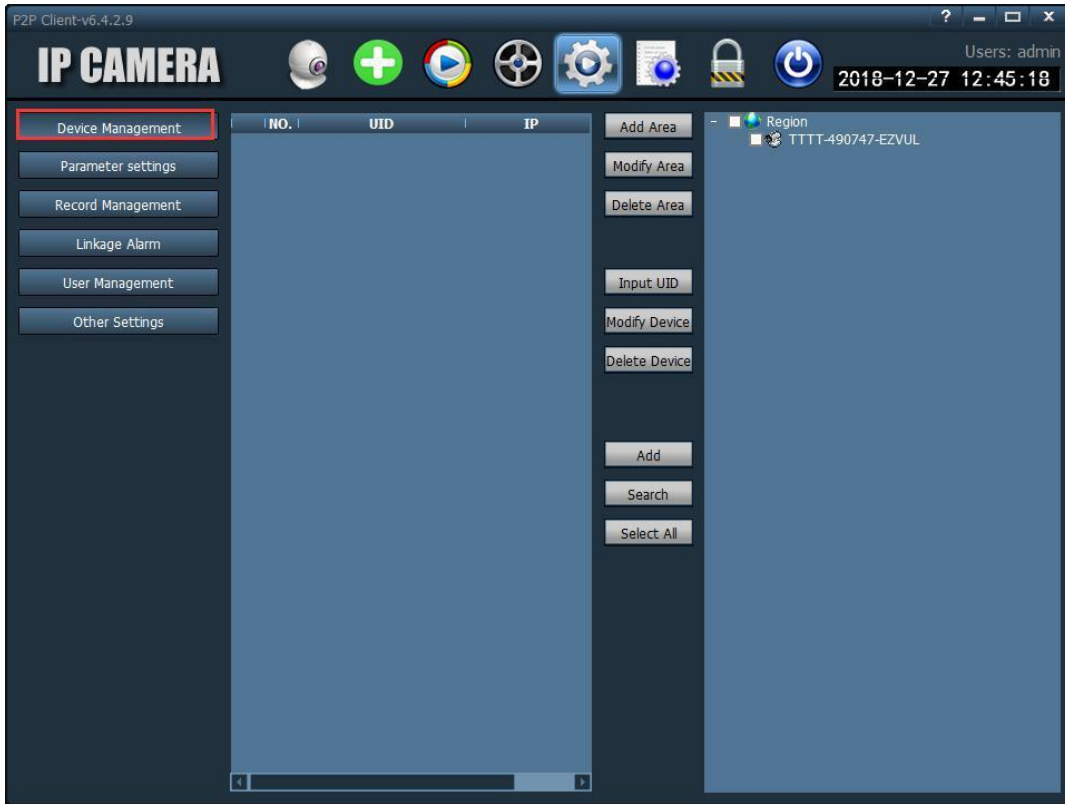 P2P Client-v6.4.2.9
IP CAMERA
Users: admin
2018-12-27 12:45:18
Device Management
Parameter settings
Record Management
Linkage Alarm
User Management
Other Settings
NO. UID IP
Add Area
Modify Area
Delete Area
Input UID
Modify Device
Delete Device
Add
Search
Select All
Region
TTTT-490747-EZVUL